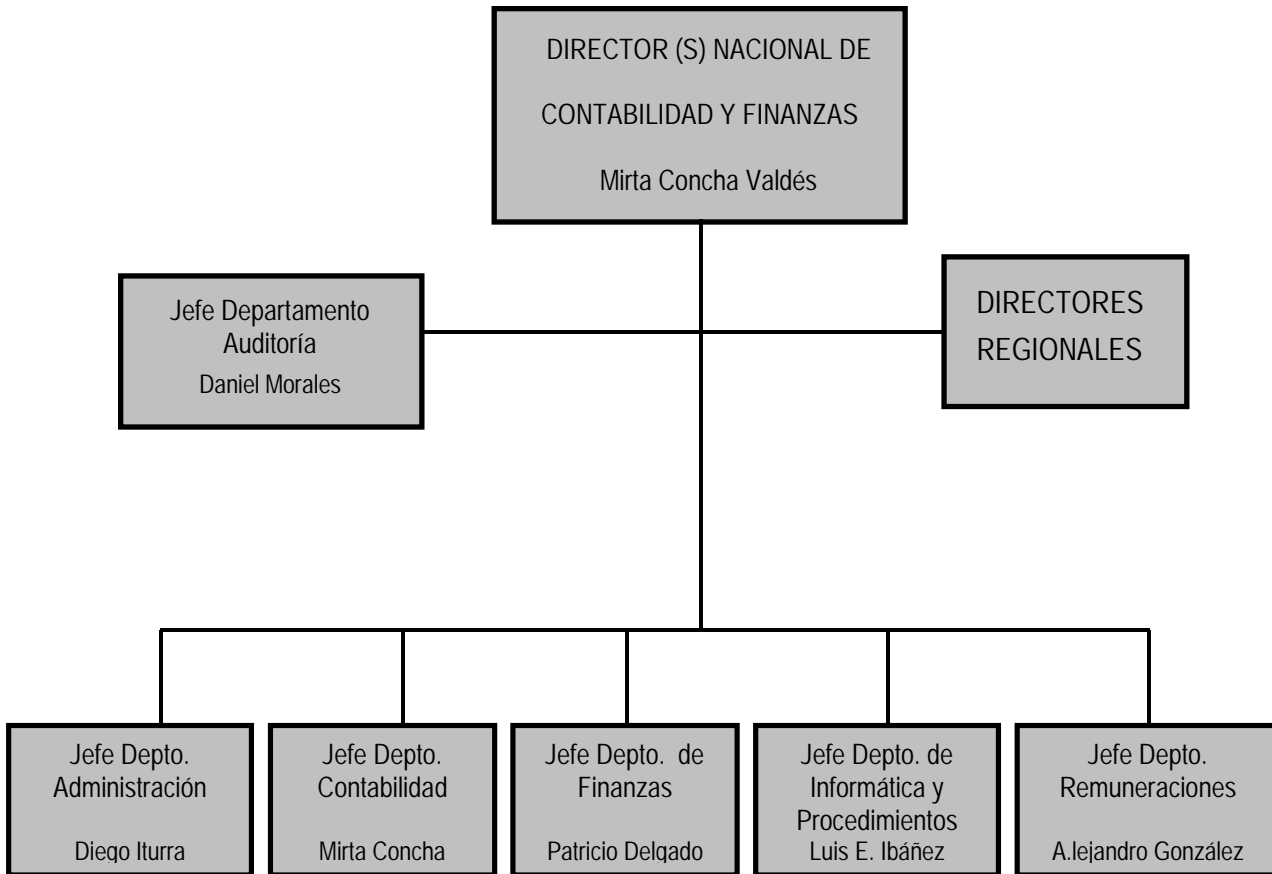 DIRECTOR (S) NACIONAL DE
CONTABILIDAD Y FINANZAS
Mirta Concha Valdés
Jefe Departamento
Auditoría
Daniel Morales
DIRECTORES
REGIONALES
Jefe Depto.
Administración
Diego Iturra
Jefe Depto.
Contabilidad
Mirta Concha
Jefe Depto. de
Finanzas
Patricio Delgado
Jefe Depto. de
Informática y
Procedimientos
Luis E. Ibáñez
Jefe Depto.
Remuneraciones
A.lejandro González